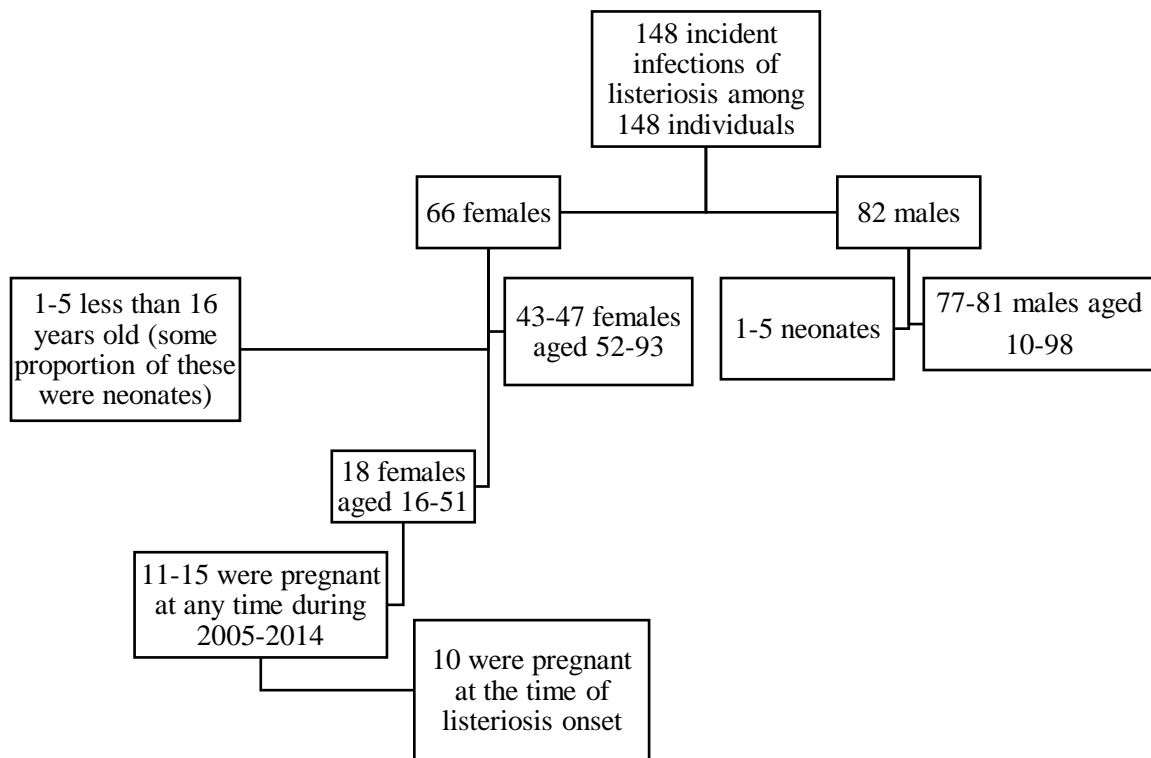 148 incident
infections of
listeriosis among
148 individuals
66 females
82 males
1-5 less than 16
years old (some
proportion of these
were neonates)
43-47 females
aged 52-93
1-5 neonates
77-81 males aged
10-98
18 females
aged 16-51
11-15 were pregnant
at any time during
2005-2014
10 were pregnant
at the time of
listeriosis onset